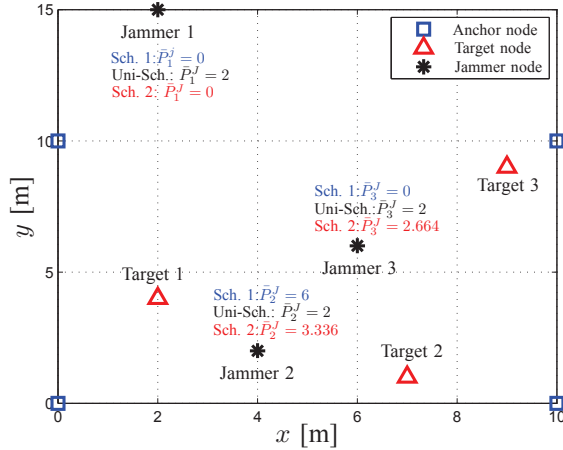 15
Jammer 1
Sch. 1: P̄₁ʲ = 0
Uni-Sch.: P̄₁ᴶ = 2
Sch. 2: P̄₁ᴶ = 0
Anchor node
Target node
Jammer node
10
Target 3
Sch. 1:P̄₃ᴶ = 0
Uni-Sch.:P̄₃ᴶ = 2
Sch. 2:P̄₃ᴶ = 2.664
Jammer 3
y [m]
5
Target 1
Sch. 1:P̄₂ᴶ = 6
Uni-Sch.: P̄₂ᴶ = 2
Sch. 2:P̄₂ᴶ = 3.336
Jammer 2
Target 2
0
0 2 4 6 8 10
x [m]